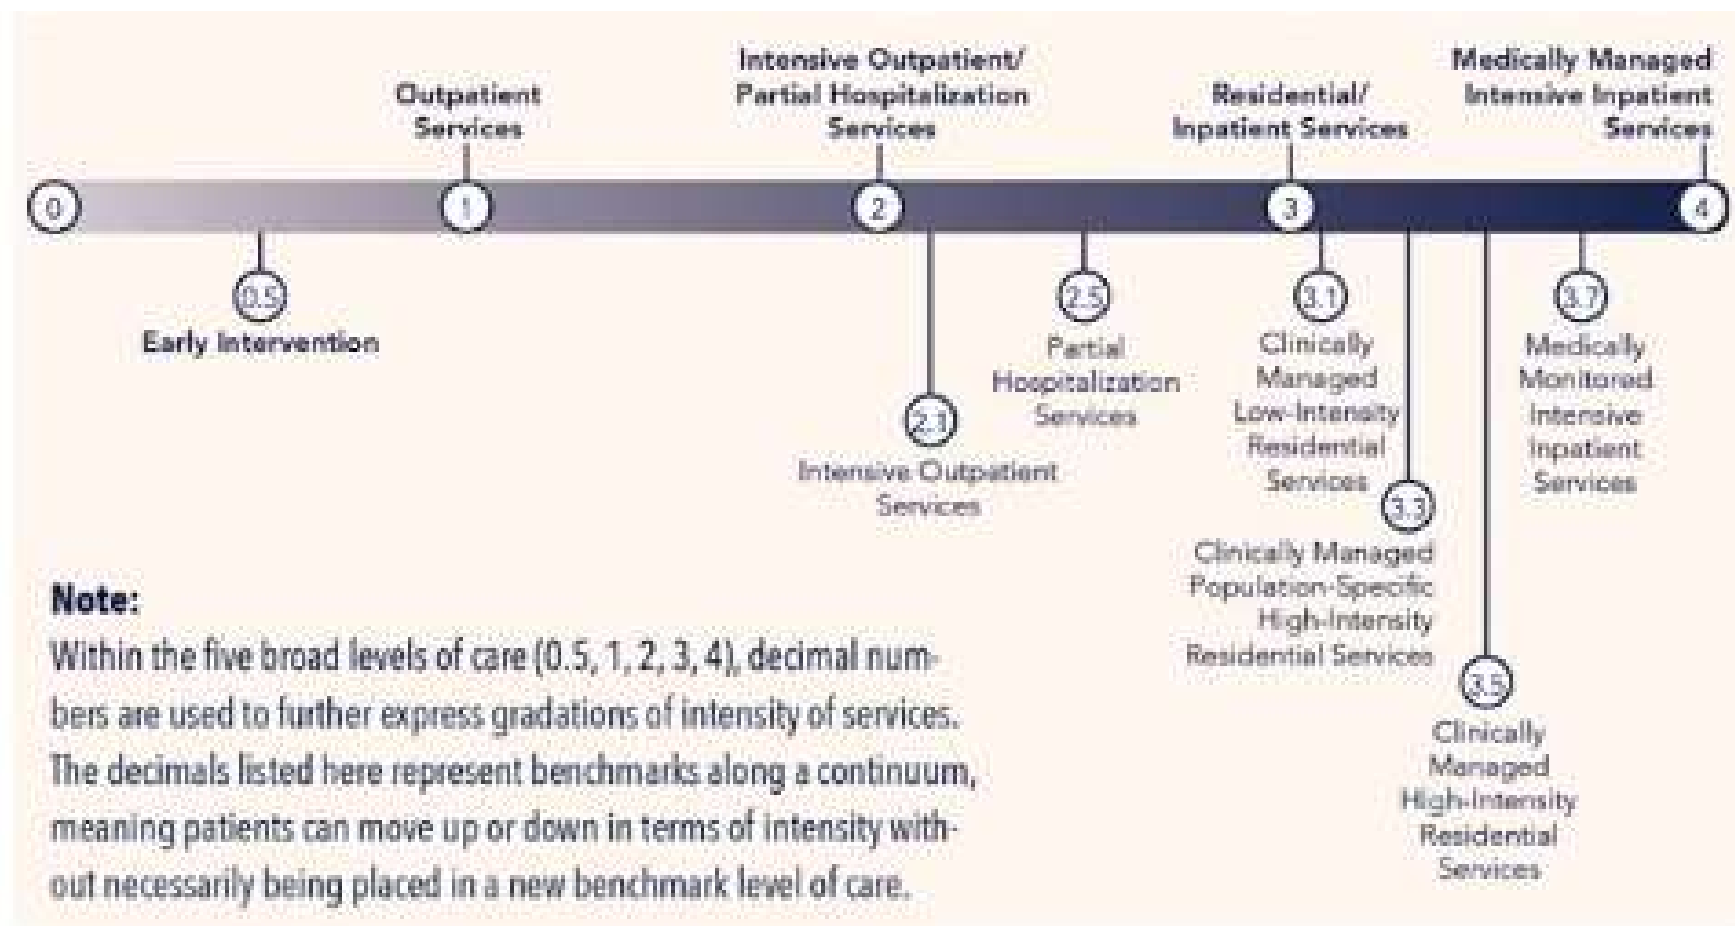 Outpatient
Services
Intensive Outpatient/
Partial Hospitalization
Services
Residential/
Inpatient Services
Medically Managed
Intensive Inpatient
Services
0
1
2
3
4
0.5
Early Intervention
2.1
Intensive Outpatient
Services
2.5
Partial
Hospitalization
Services
3.1
Clinically
Managed
Low-Intensity
Residential
Services
3.3
Clinically Managed
Population-Specific
High-Intensity
Residential Services
3.5
Clinically
Managed
High-Intensity
Residential
Services
3.7
Medically
Monitored
Intensive
Inpatient
Services
Note:
Within the five broad levels of care (0.5, 1, 2, 3, 4), decimal num-
bers are used to further express gradations of intensity of services.
The decimals listed here represent benchmarks along a continuum,
meaning patients can move up or down in terms of intensity with-
out necessarily being placed in a new benchmark level of care.